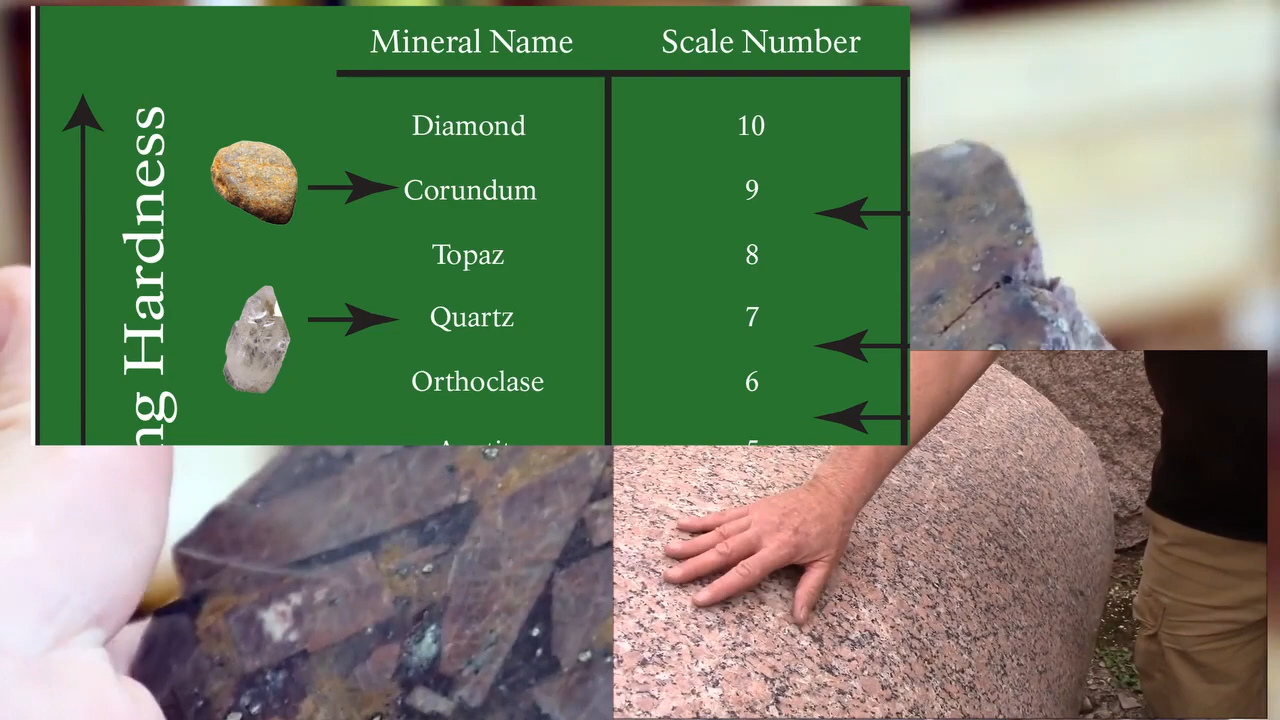 Mineral Name Scale Number
Diamond 10
Corundum 9
Topaz 8
Quartz 7
Orthoclase 6
Hardness